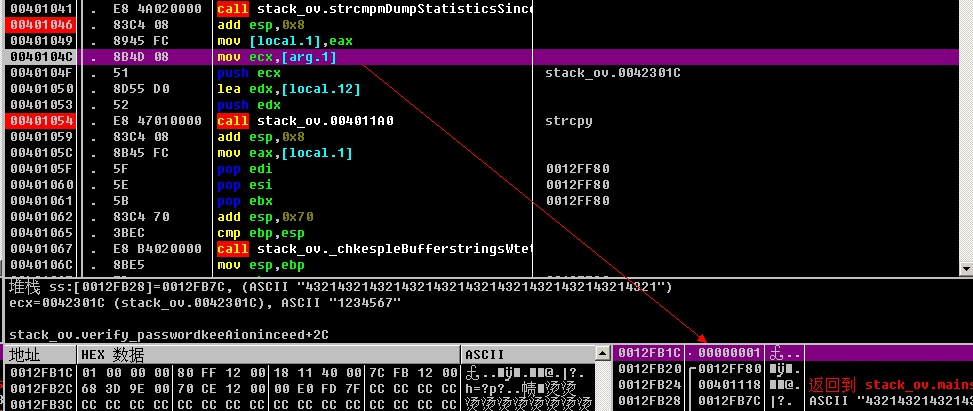 00401041 . E8 4A020000 call stack_ov.strcmpmDumpStatisticsSince
00401046 . 83C4 08 add esp,0x8
00401049 . 8945 FC mov [local.1],eax
0040104C . 8B4D 08 mov ecx,[arg.1]
0040104F . 51 push ecx stack_ov.0042301C
00401050 . 8D55 D0 lea edx,[local.12]
00401053 . 52 push edx
00401054 . E8 47010000 call stack_ov.004011A0 strcpy
00401059 . 83C4 08 add esp,0x8
0040105C . 8B45 FC mov eax,[local.1]
0040105F . 5F pop edi 0012FF80
00401060 . 5E pop esi 0012FF80
00401061 . 5B pop ebx 0012FF80
00401062 . 83C4 70 add esp,0x70
00401065 . 3BEC cmp ebp,esp
00401067 . E8 B4020000 call stack_ov._chkespleBufferstringsWtet
0040106C . 8BE5 mov esp,ebp
堆栈 ss:[0012FB28]=0012FB7C, (ASCII "43214321432143214321432143214321")
ecx=0042301C (stack_ov.0042301C), ASCII "1234567"
stack_ov.verify_passwordkeeAioninceed+2C
地址 HEX 数据 ASCII
0012FB1C 01 00 00 00 80 FF 12 00 18 11 40 00 7C FB 12 00
0012FB2C 68 3D 9E 00 70 CE 12 00 00 E0 FD 7F CC CC CC CC
0012FB3C CC CC CC CC CC CC CC CC CC CC CC CC CC CC CC CC
0012FB1C 00000001
0012FB20 0012FF80
0012FB24 00401118 返回到 stack_ov.main
0012FB28 0012FB7C ASCII "4321432143214